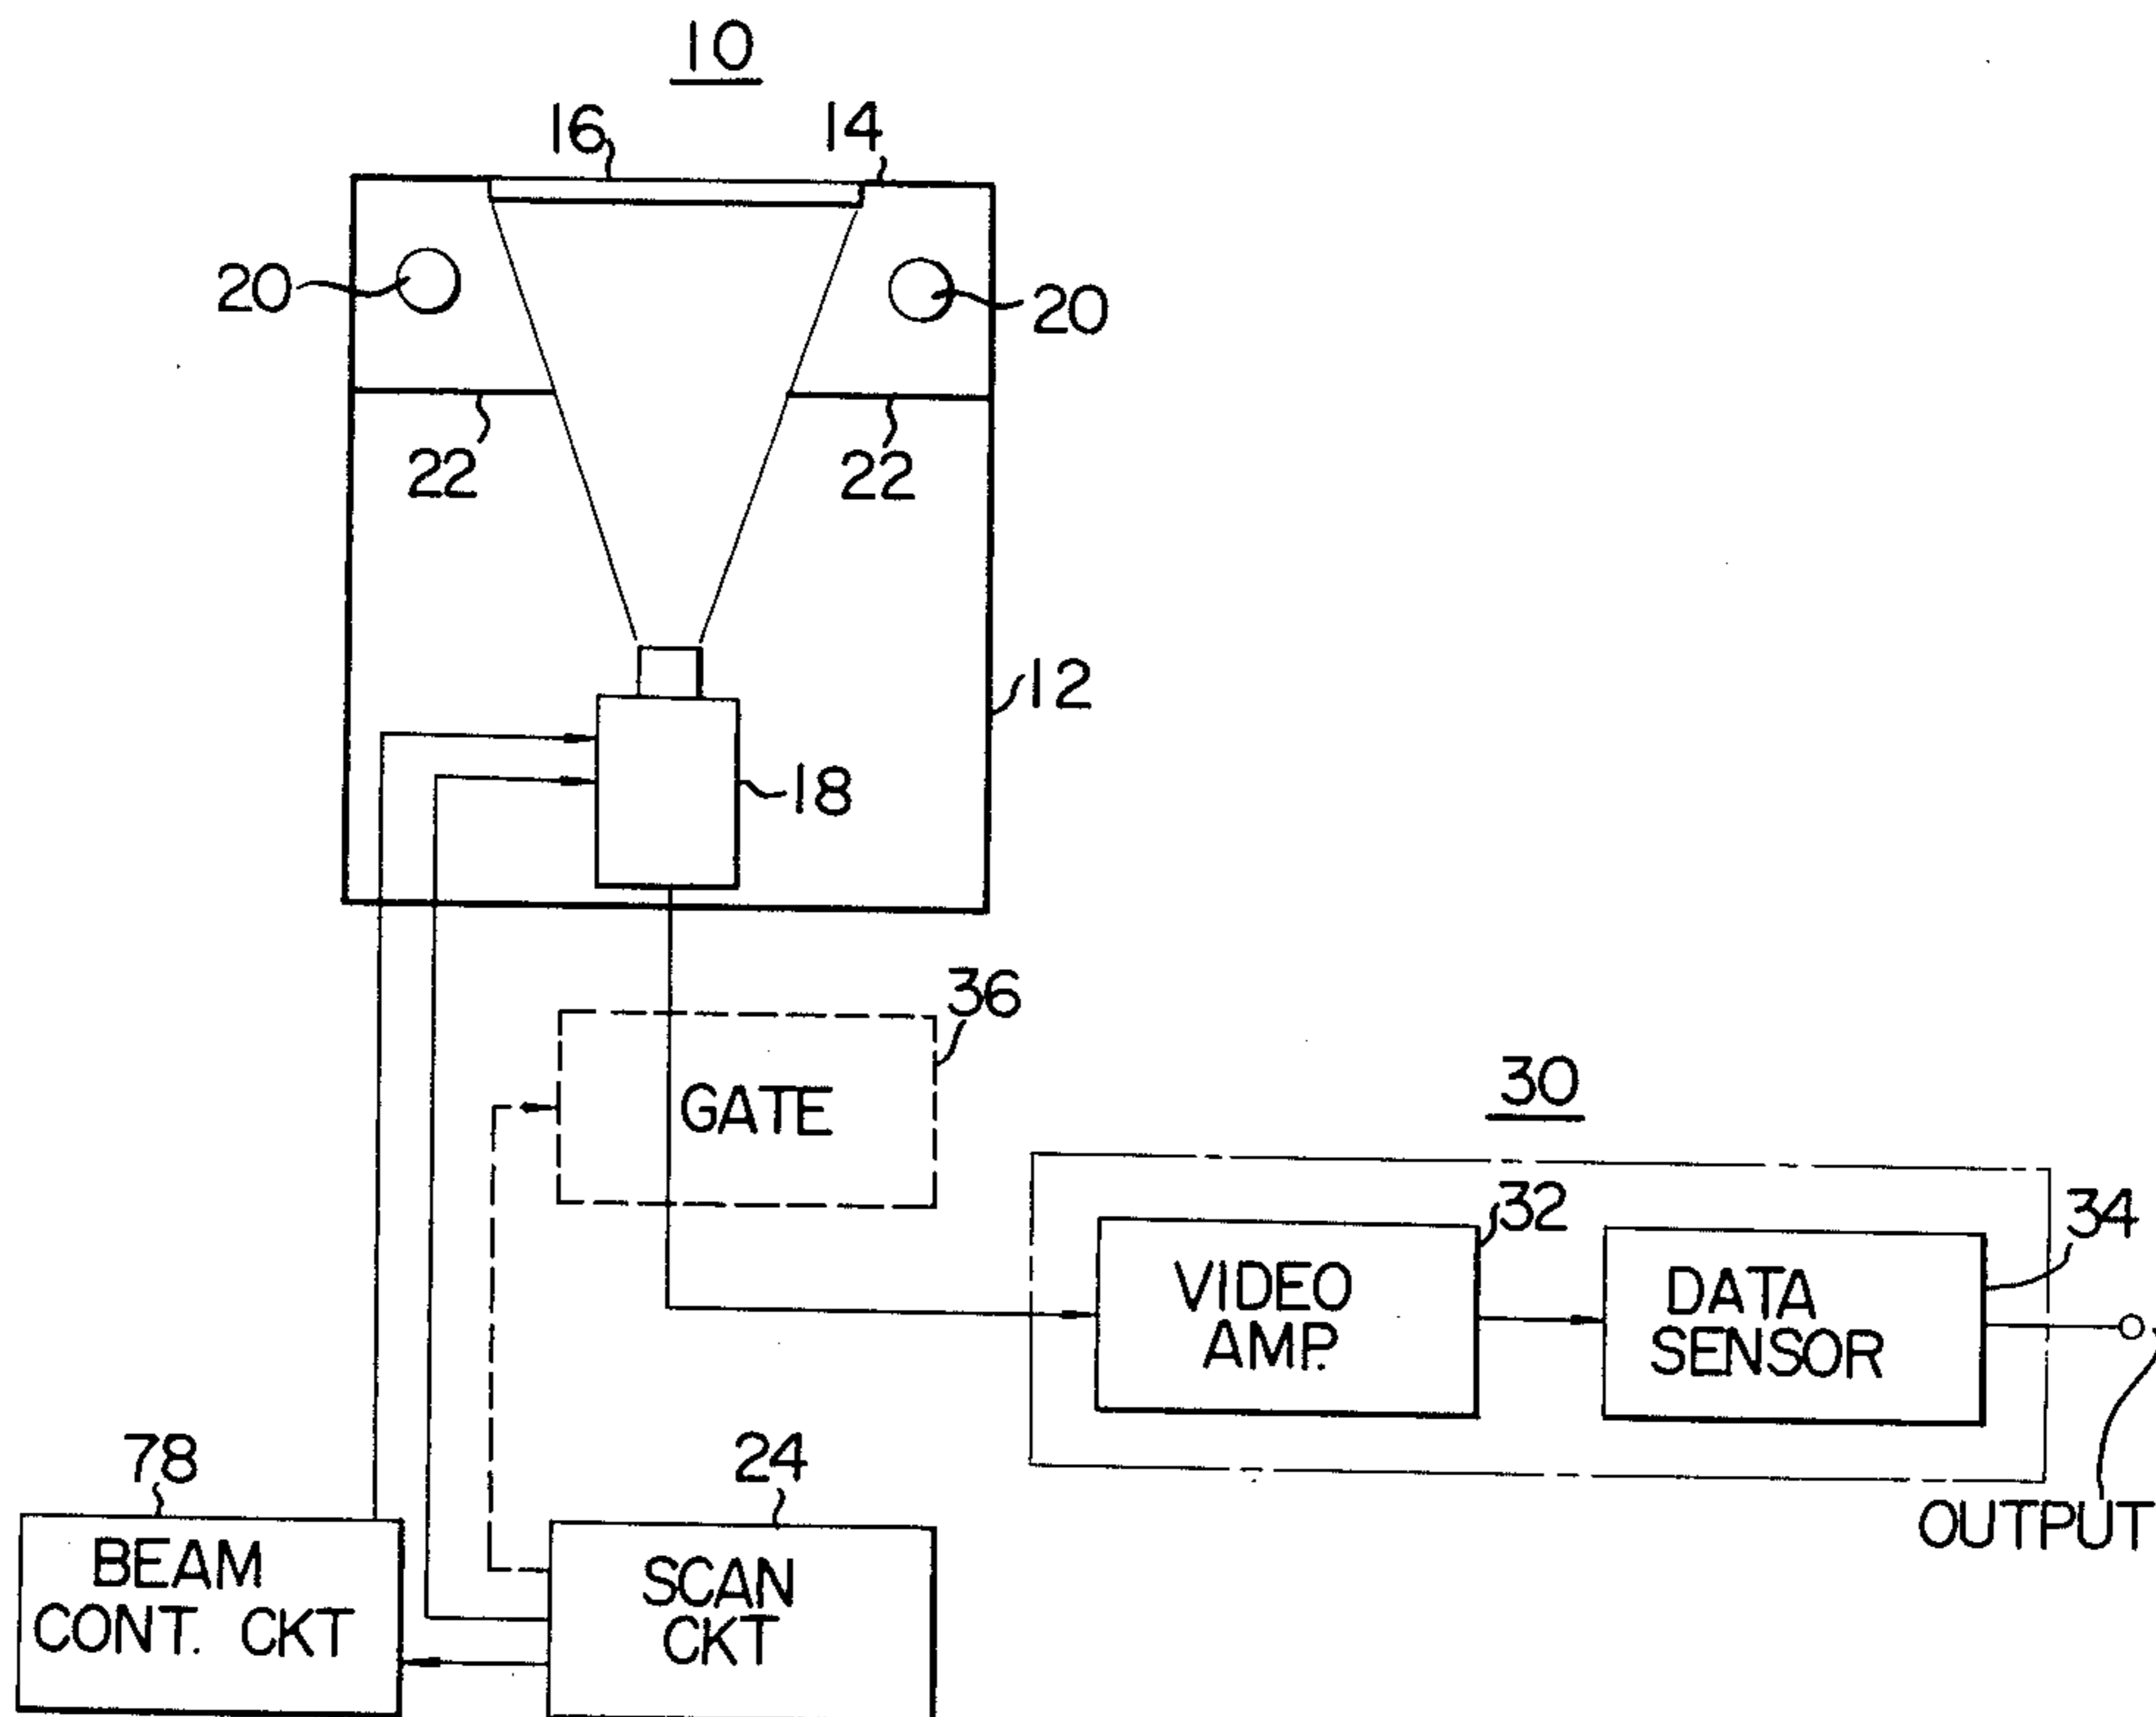 10
16
14
20
20
22
22
12
18
36
GATE
30
32
34
VIDEO
AMP.
DATA
SENSOR
OUTPUT
78
24
BEAM
CONT. CKT
SCAN
CKT